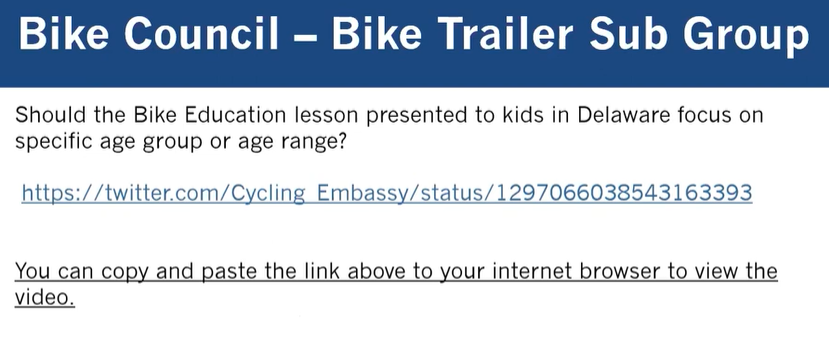 Bike Council – Bike Trailer Sub Group
Should the Bike Education lesson presented to kids in Delaware focus on
specific age group or age range?
https://twitter.com/Cycling_Embassy/status/1297066038543163393
You can copy and paste the link above to your internet browser to view the
video.